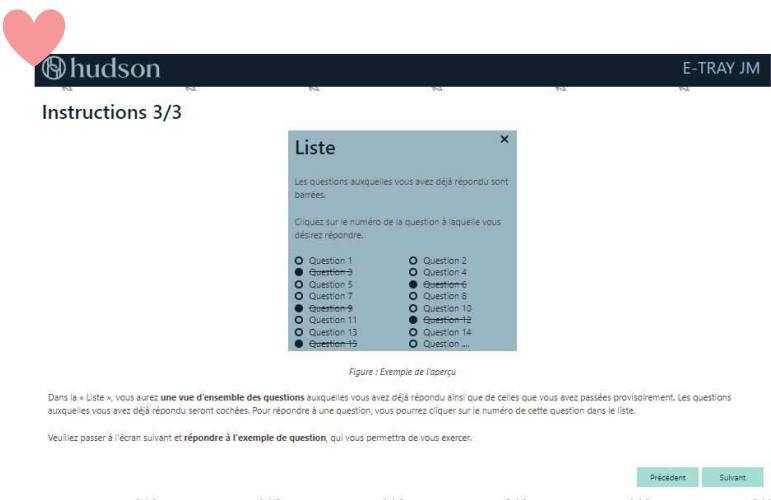 hudson
E-TRAY JM
Instructions 3/3
Liste
Les questions auxquelles vous avez déjà répondu sont
barrées.
Cliquez sur le numéro de la question à laquelle vous
désirez répondre.
Question 1
Question 2
Question 3
Question 4
Question 5
Question 6
Question 7
Question 8
Question 9
Question 10
Question 11
Question 12
Question 13
Question 14
Question 15
Question ....
Figure : Exemple de l'aperçu
Dans la « Liste », vous aurez une vue d'ensemble des questions auxquelles vous avez déjà répondu ainsi que de celles que vous avez passées provisoirement. Les questions
auxquelles vous avez déjà répondu seront cochées. Pour répondre à une question, vous pourrez cliquer sur le numéro de cette question dans le liste.
Veuillez passer à l'écran suivant et répondre à l'exemple de question, qui vous permettra de vous exercer.
Précédent
Suivant